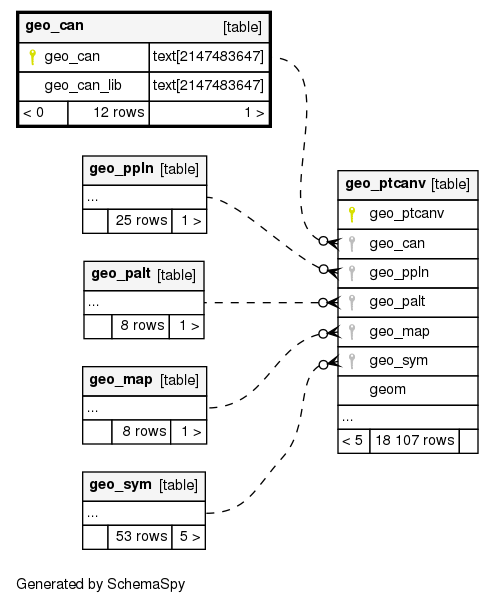 geo_can [table]
geo_can text[2147483647]
geo_can_lib text[2147483647]
< 0 12 rows 1 >
geo_ppln [table]
...
25 rows 1 >
geo_palt [table]
...
8 rows 1 >
geo_map [table]
...
8 rows 1 >
geo_sym [table]
...
53 rows 5 >
geo_ptcanv [table]
geo_ptcanv
geo_can
geo_ppln
geo_palt
geo_map
geo_sym
geom
...
< 5 18 107 rows
Generated by SchemaSpy